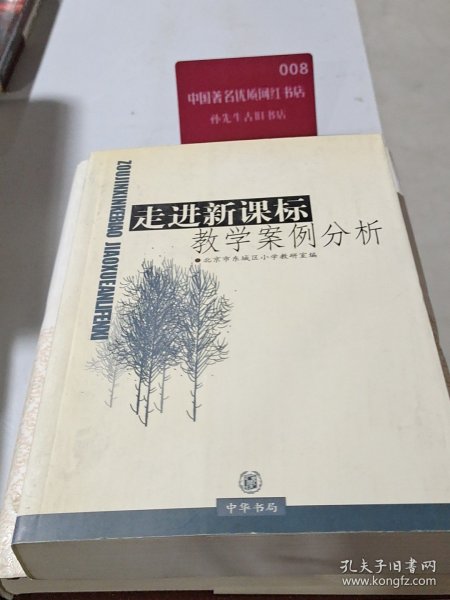 008
中国著名优质网红书店
孙先生古旧书店
ZOUJINXINKEBIAO JIAOXUEANLIFENXI
走进新课标
教学案例分析
北京市东城区小学教研室编
中华书局
孔夫子旧书网
www.kongfz.com